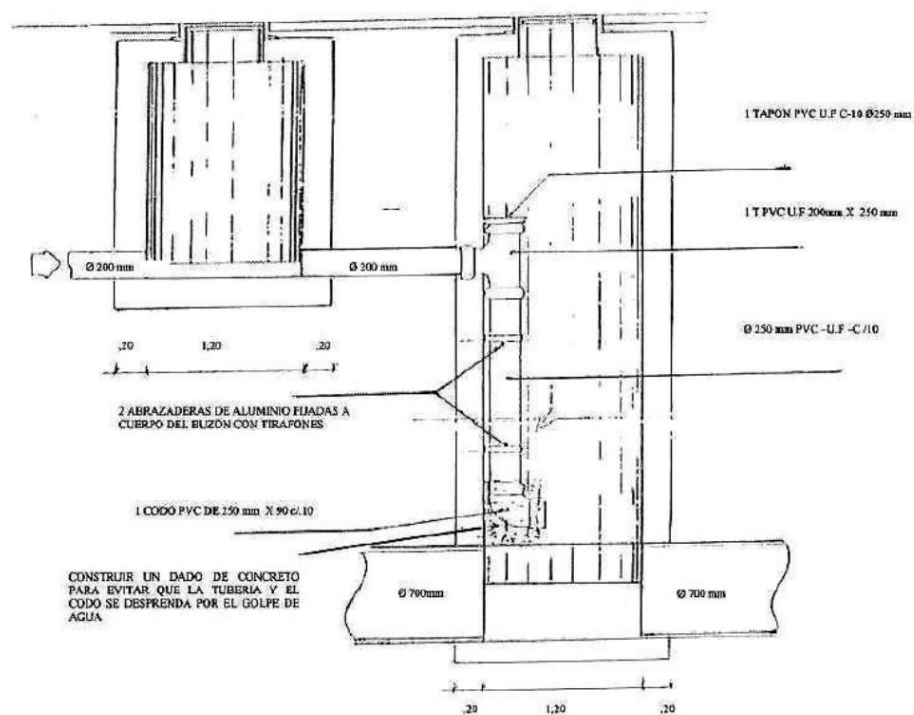 1 TAPON PVC U.F C-10 Ø250 mm
1 T PVC U.F 200mm X 250 mm
Ø 200 mm
Ø 200 mm
Ø 250 mm PVC -U.F -C /10
,20 1,20 ,20
2 ABRAZADERAS DE ALUMINIO FIJADAS A
CUERPO DEL BUZON CON TIRAFONES
1 CODO PVC DE 250 mm X 90 c/.10
CONSTRUIR UN DADO DE CONCRETO
PARA EVITAR QUE LA TUBERIA Y EL
CODO SE DESPRENDA POR EL GOLPE DE
AGUA
Ø 700mm
Ø 700 mm
,20 1,20 ,20